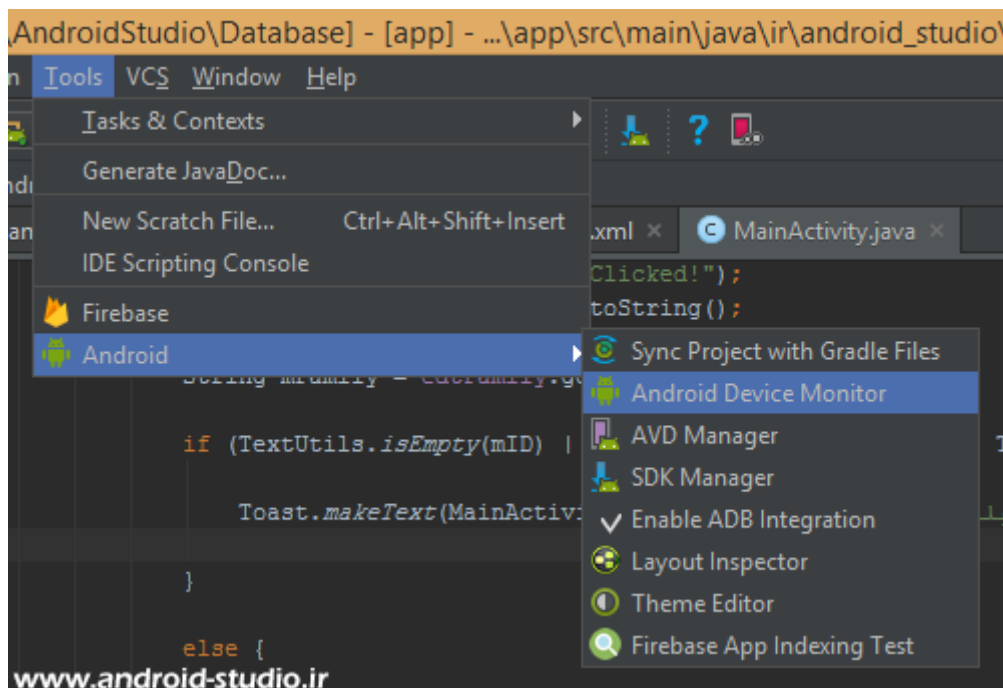 \AndroidStudio\Database] - [app] - ...\app\src\main\java\ir\android_studio\
n Tools VCS Window Help
Tasks & Contexts
Generate JavaDoc...
New Scratch File... Ctrl+Alt+Shift+Insert
.xml × C MainActivity.java ×
IDE Scripting Console
Clicked!");
Firebase
toString();
Android
Sync Project with Gradle Files
Android Device Monitor
if (TextUtils.isEmpty(mID) |
AVD Manager
SDK Manager
Toast.makeText(MainActivi
Enable ADB Integration
Layout Inspector
}
Theme Editor
else {
Firebase App Indexing Test
www.android-studio.ir